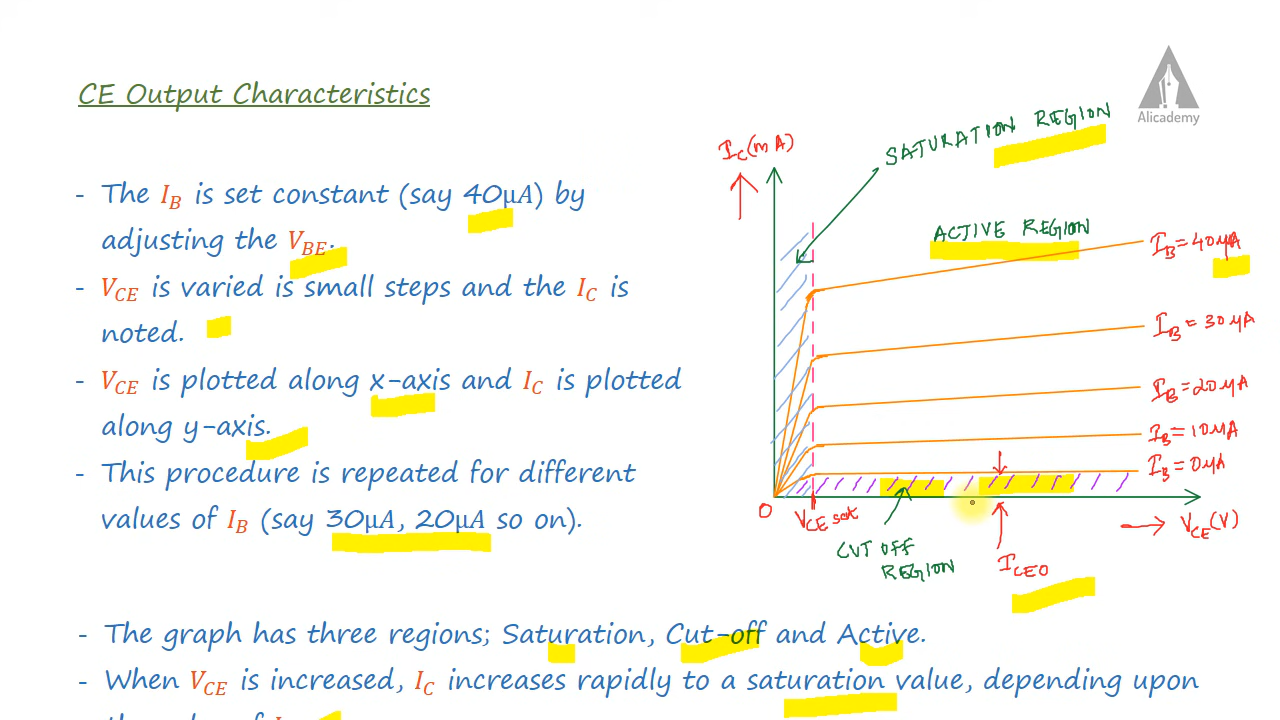 CE Output Characteristics
- The I_B is set constant (say 40μA) by
adjusting the V_BE.
- V_CE is varied is small steps and the I_C is
noted.
- V_CE is plotted along x-axis and I_C is plotted
along y-axis.
- This procedure is repeated for different
values of I_B (say 30μA, 20μA so on).
- The graph has three regions; Saturation, Cut-off and Active.
- When V_CE is increased, I_C increases rapidly to a saturation value, depending upon
Alicademy
I_C(mA)
SATURATION REGION
ACTIVE REGION
I_B=40μA
I_B=30μA
I_B=20μA
I_B=10μA
I_B=0μA
O
V_CE sat
V_CE(V)
CUT OFF
REGION
I_CEO